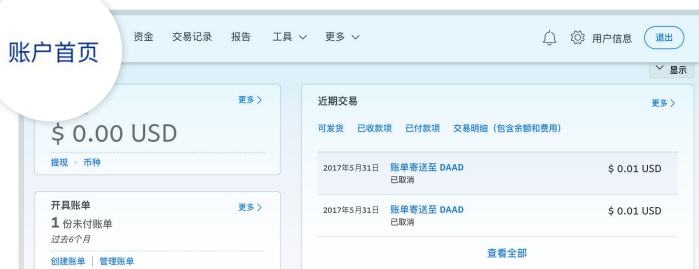 账户首页
资金 交易记录 报告 工具 更多 用户信息 退出
显示
更多
$ 0.00 USD
提现 · 币种
开具账单 更多
1 份未付账单
过去6个月
创建账单 | 管理账单
近期交易 更多
可发货 已收款项 已付款项 交易明细（包含余额和费用）
2017年5月31日 账单寄送至 DAAD $ 0.01 USD
已取消
2017年5月31日 账单寄送至 DAAD $ 0.01 USD
已取消
查看全部